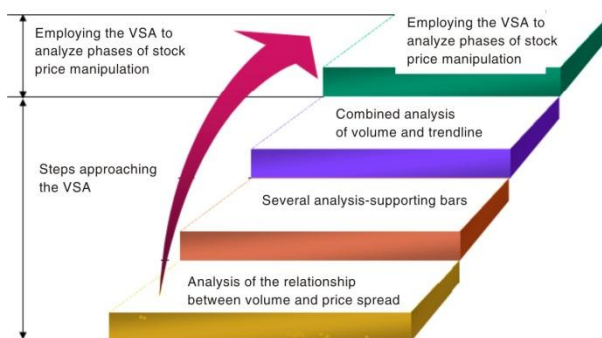 Employing the VSA to
analyze phases of stock
price manipulation
Employing the VSA to
analyze phases of stock
price manipulation
Combined analysis
of volume and trendline
Steps approaching
the VSA
Several analysis-supporting bars
Analysis of the relationship
between volume and price spread